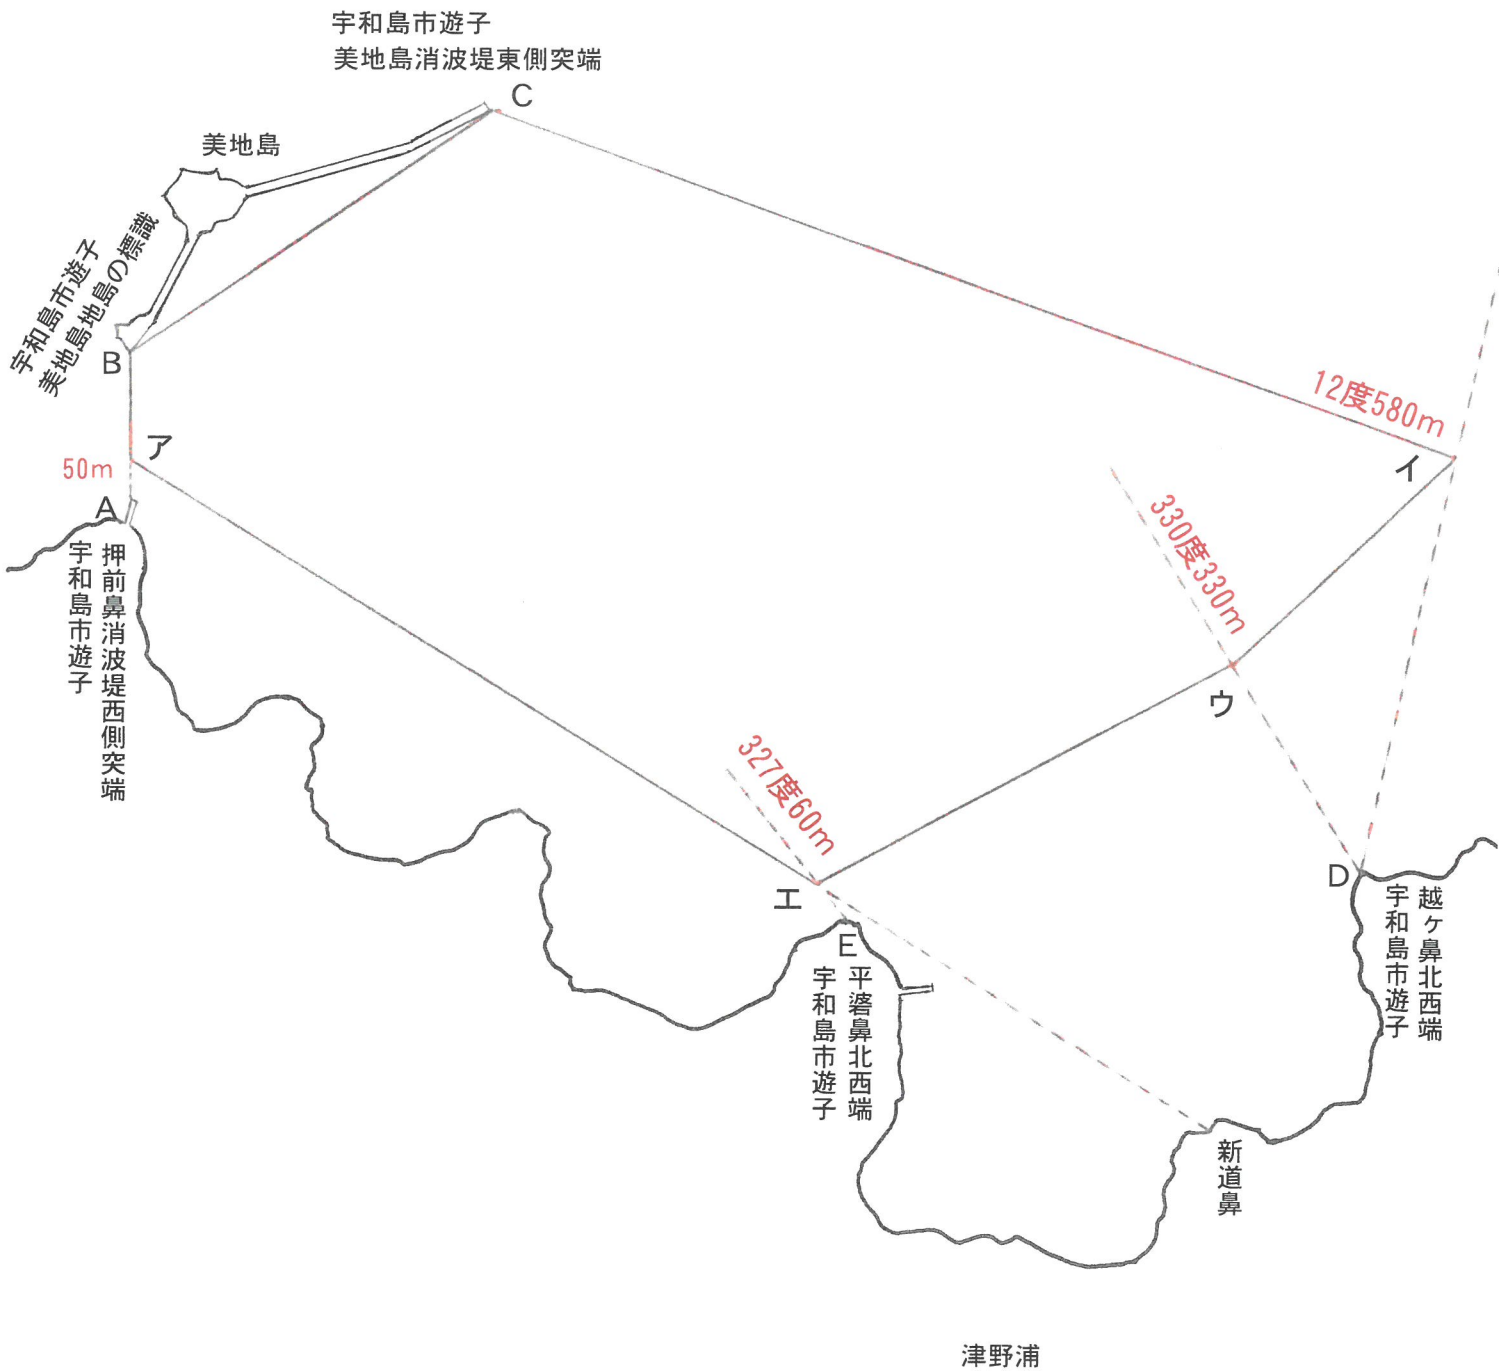 宇和島市遊子
美地島消波堤東側突端
C
美地島
宇和島市遊子
美地島地島の標識
B
ア
50m
A
押前鼻消波堤西側突端
宇和島市遊子
12度580m
イ
330度330m
ウ
327度60m
エ
E
平碆鼻北西端
宇和島市遊子
D
越ヶ鼻北西端
宇和島市遊子
新道鼻
津野浦